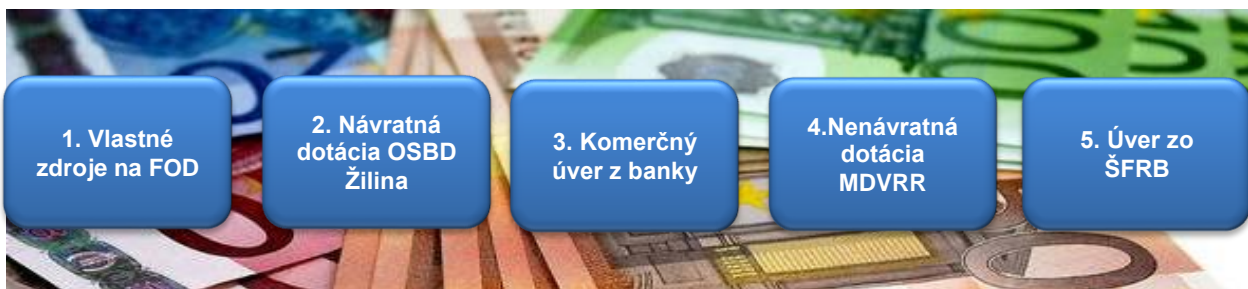 1. Vlastné
zdroje na FOD
2. Návratná
dotácia OSBD
Žilina
3. Komerčný
úver z banky
4.Nenávratná
dotácia
MDVRR
5. Úver zo
ŠFRB